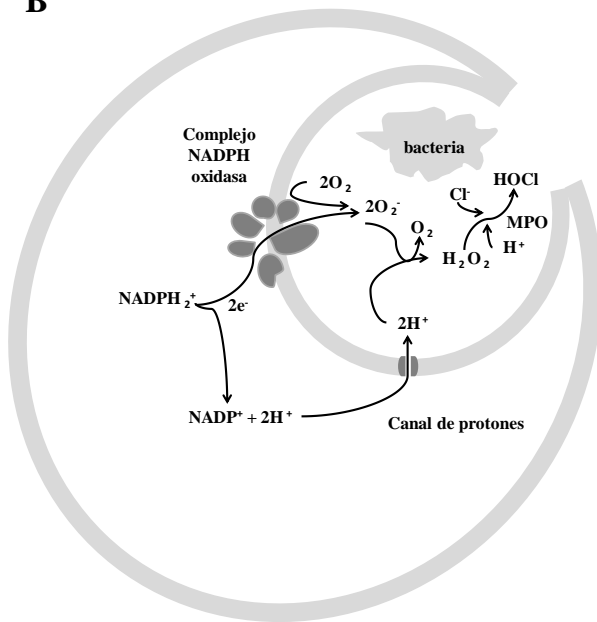 B
Complejo
NADPH
oxidasa
bacteria
2O₂
2O₂⁻
O₂
Cl⁻
HOCl
MPO
H⁺
H₂O₂
NADPH₂⁺
2e⁻
2H⁺
NADP⁺ + 2H⁺
Canal de protones